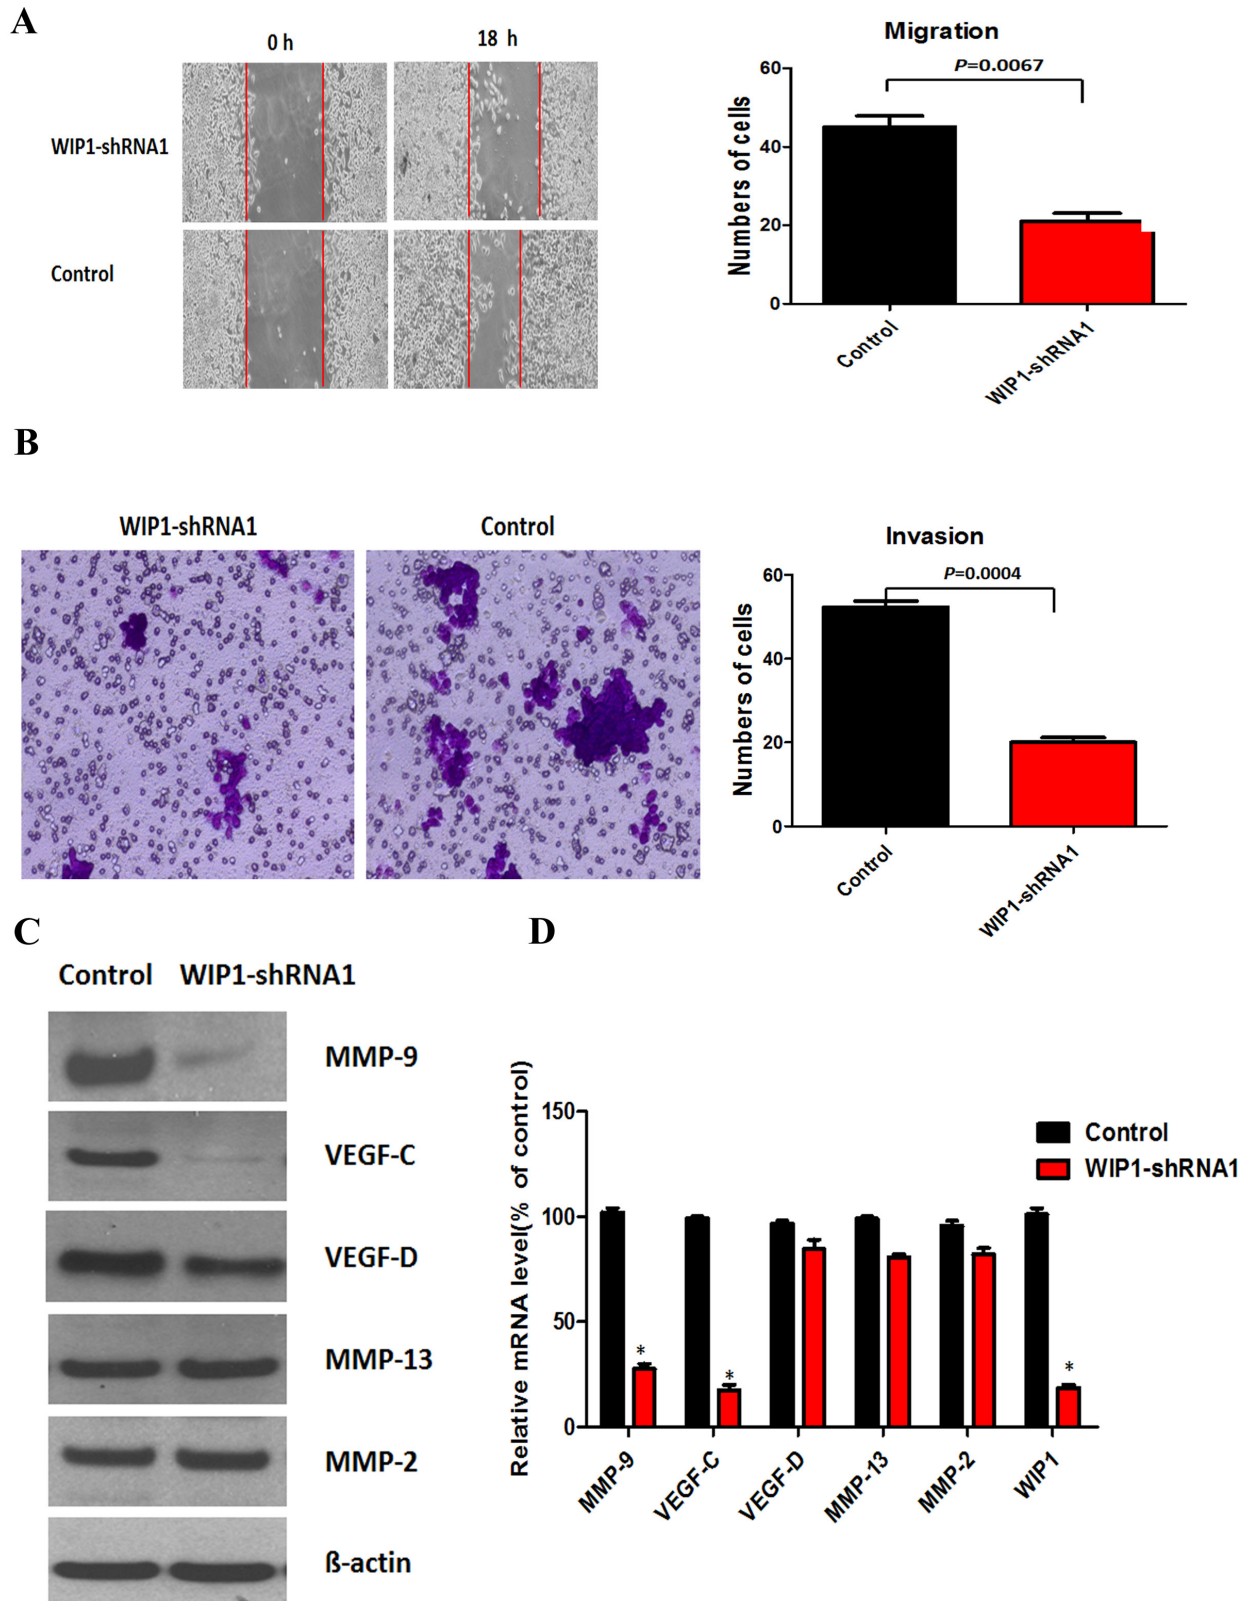 A
0 h
18 h
WIP1-shRNA1
Control
Migration
P=0.0067
60
40
20
0
Numbers of cells
Control
WIP1-shRNA1
B
WIP1-shRNA1
Control
Invasion
P=0.0004
60
40
20
0
Numbers of cells
Control
WIP1-shRNA1
C
Control WIP1-shRNA1
MMP-9
VEGF-C
VEGF-D
MMP-13
MMP-2
ß-actin
D
Relative mRNA level(% of control)
150
100
50
0
Control
WIP1-shRNA1
*
*
*
MMP-9
VEGF-C
VEGF-D
MMP-13
MMP-2
WIP1